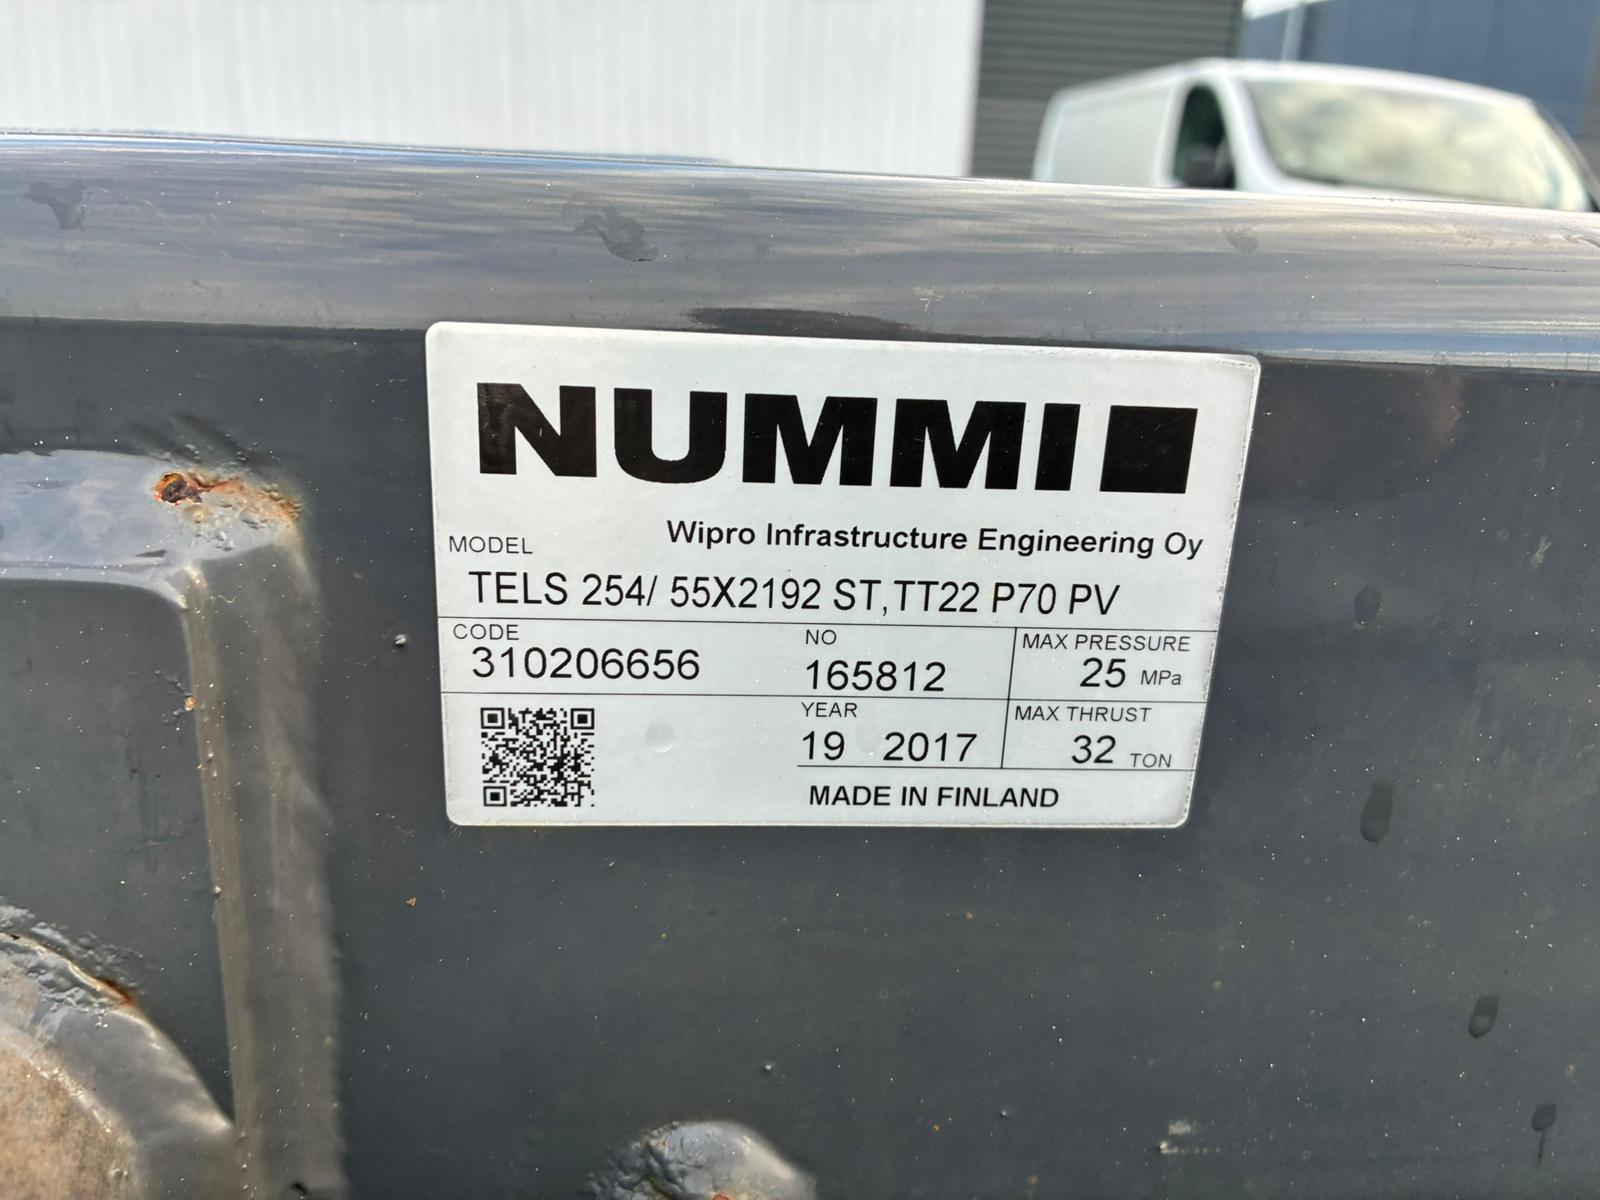 NUMMI
Wipro Infrastructure Engineering Oy
MODEL
TELS 254/ 55X2192 ST,TT22 P70 PV
CODE
310206656
NO
165812
MAX PRESSURE
25 MPa
YEAR
19 2017
MAX THRUST
32 TON
MADE IN FINLAND